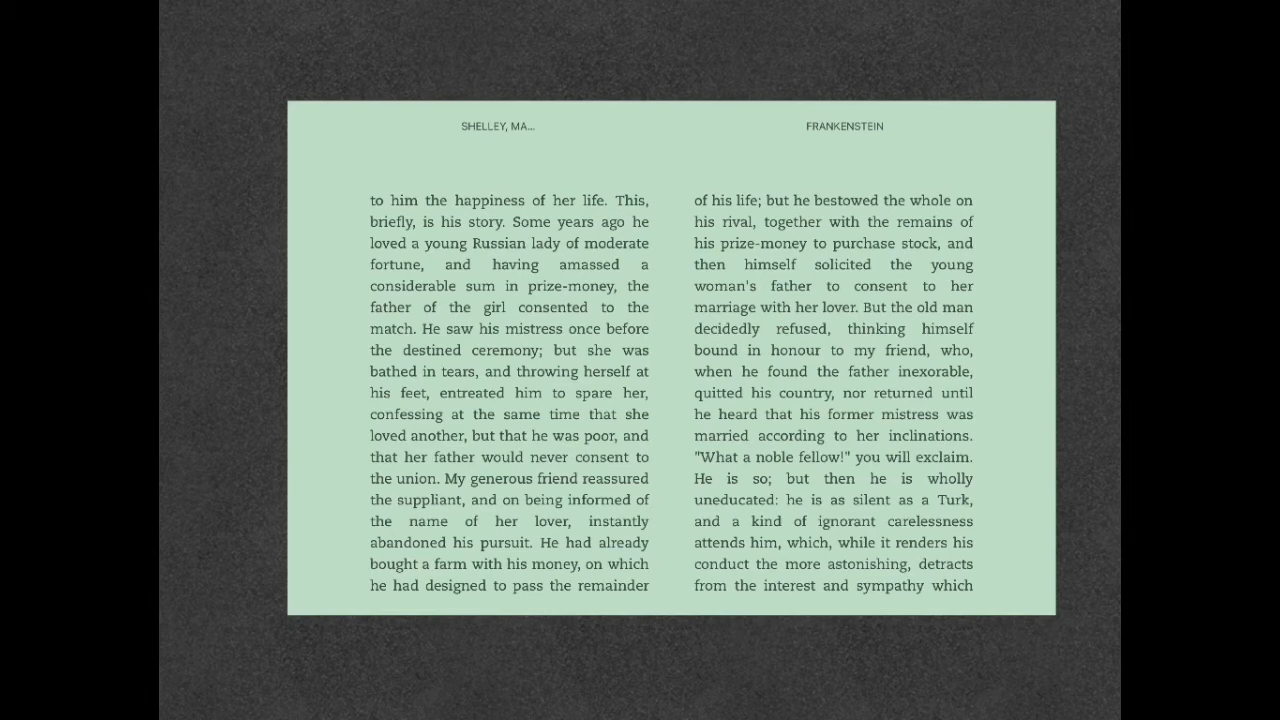 SHELLEY, MA...
FRANKENSTEIN
to him the happiness of her life. This,
briefly, is his story. Some years ago he
loved a young Russian lady of moderate
fortune, and having amassed a
considerable sum in prize-money, the
father of the girl consented to the
match. He saw his mistress once before
the destined ceremony; but she was
bathed in tears, and throwing herself at
his feet, entreated him to spare her,
confessing at the same time that she
loved another, but that he was poor, and
that her father would never consent to
the union. My generous friend reassured
the suppliant, and on being informed of
the name of her lover, instantly
abandoned his pursuit. He had already
bought a farm with his money, on which
he had designed to pass the remainder
of his life; but he bestowed the whole on
his rival, together with the remains of
his prize-money to purchase stock, and
then himself solicited the young
woman's father to consent to her
marriage with her lover. But the old man
decidedly refused, thinking himself
bound in honour to my friend, who,
when he found the father inexorable,
quitted his country, nor returned until
he heard that his former mistress was
married according to her inclinations.
"What a noble fellow!" you will exclaim.
He is so; but then he is wholly
uneducated: he is as silent as a Turk,
and a kind of ignorant carelessness
attends him, which, while it renders his
conduct the more astonishing, detracts
from the interest and sympathy which